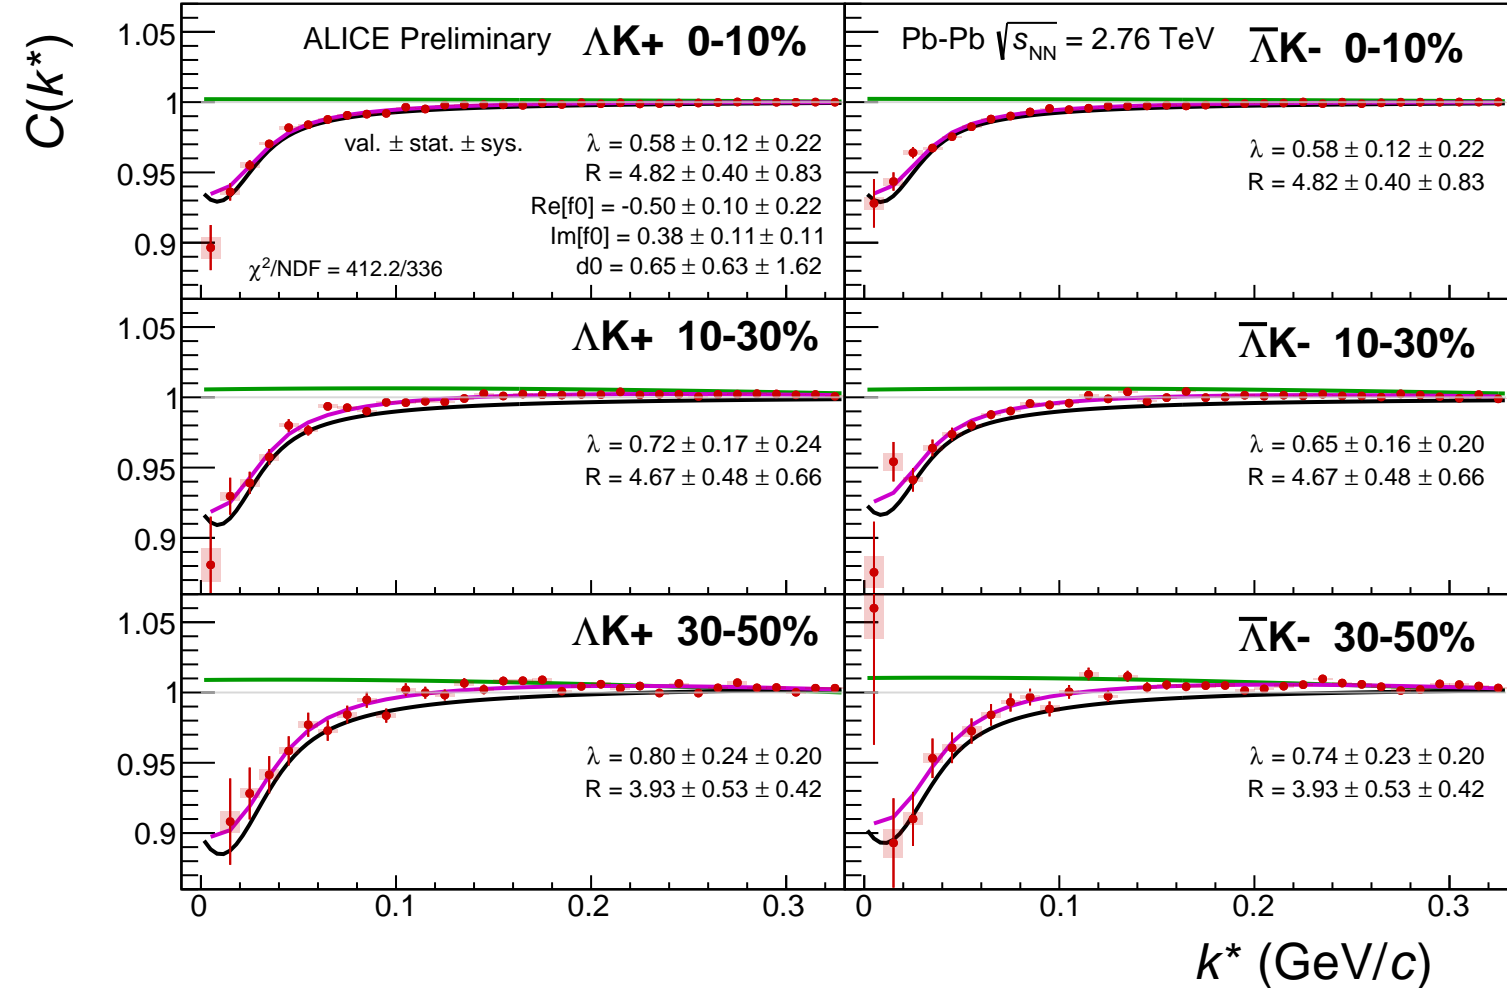 C(k*)
ALICE Preliminary ΛK+ 0-10%
1.05
1
0.95
0.9
val. ± stat. ± sys.
λ = 0.58 ± 0.12 ± 0.22
R = 4.82 ± 0.40 ± 0.83
Re[f0] = -0.50 ± 0.10 ± 0.22
Im[f0] = 0.38 ± 0.11 ± 0.11
d0 = 0.65 ± 0.63 ± 1.62
χ²/NDF = 412.2/336
Pb-Pb √sNN = 2.76 TeV Λ̅K- 0-10%
λ = 0.58 ± 0.12 ± 0.22
R = 4.82 ± 0.40 ± 0.83
ΛK+ 10-30%
1.05
1
0.95
0.9
λ = 0.72 ± 0.17 ± 0.24
R = 4.67 ± 0.48 ± 0.66
Λ̅K- 10-30%
λ = 0.65 ± 0.16 ± 0.20
R = 4.67 ± 0.48 ± 0.66
ΛK+ 30-50%
1.05
1
0.95
0.9
λ = 0.80 ± 0.24 ± 0.20
R = 3.93 ± 0.53 ± 0.42
Λ̅K- 30-50%
λ = 0.74 ± 0.23 ± 0.20
R = 3.93 ± 0.53 ± 0.42
0 0.1 0.2 0.3
0 0.1 0.2 0.3
k* (GeV/c)